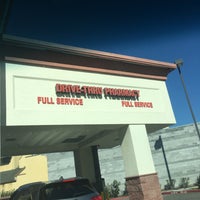 DRIVE-THRU PHARMACY
FULL SERVICE FULL SERVICE